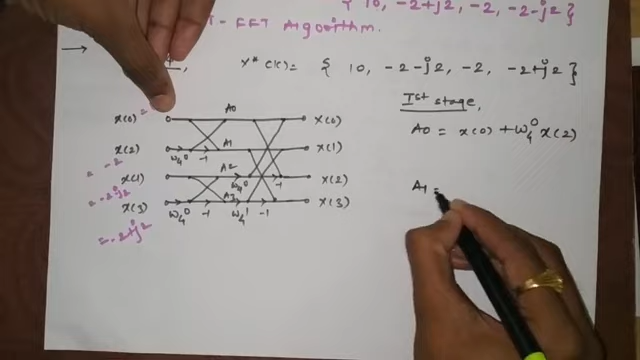 { 10, -2+j2, -2, -2-j2 }
T - FFT Algorithm.
X*(k) = { 10, -2-j2, -2, -2+j2 }
Ist stage,
x(0) = A0 X(0)
A0 = x(0) + W4^0 x(2)
x(2) A1 X(1)
= -2 W4^0 -1
x(1) A2 W4^0 -1 X(2)
A1 =
= -2-j2
x(3) A3 X(3)
W4^0 -1 W4^1 -1
= -2+j2